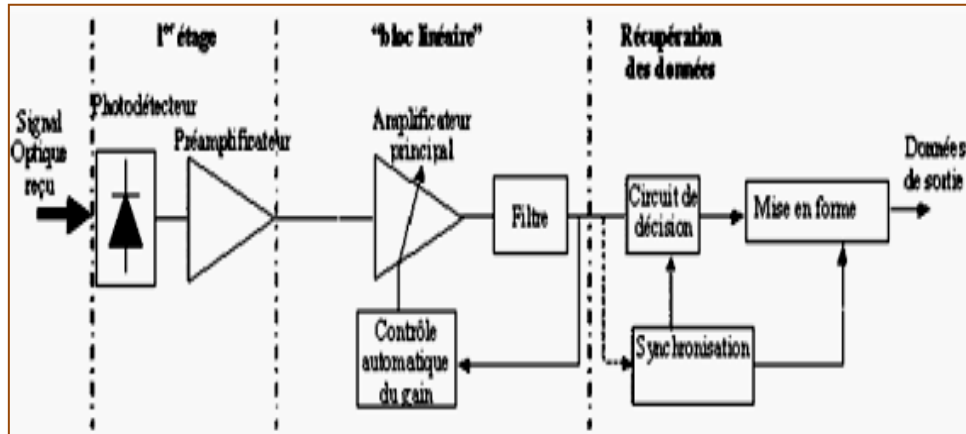 1er étage
"bloc linéaire"
Récupération
des données
Signal
Optique
reçu
Photodétecteur
Préamplificateur
Amplificateur
principal
Filtre
Contrôle
automatique
du gain
Circuit de
décision
Mise en forme
Synchronisation
Données
de sortie